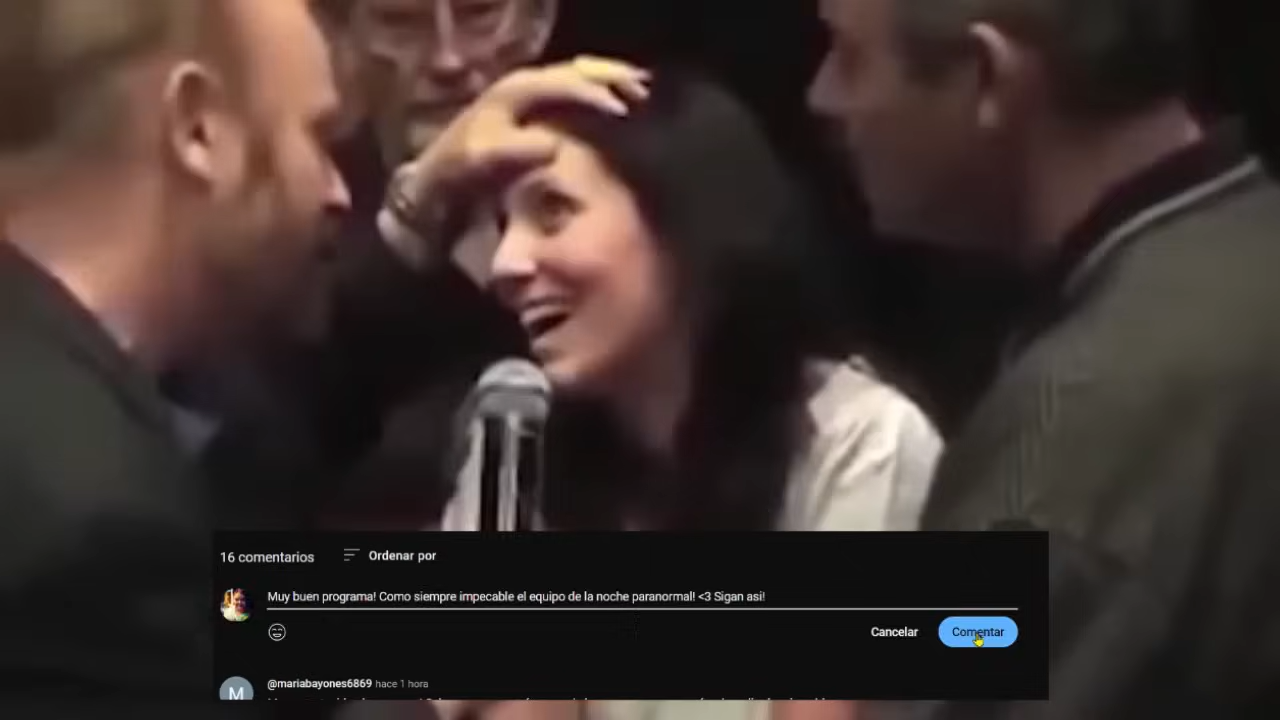 16 comentarios
Ordenar por
Muy buen programa! Como siempre impecable el equipo de la noche paranormal! <3 Sigan asi!
Cancelar
Comentar
M
@mariabayones6869 hace 1 hora